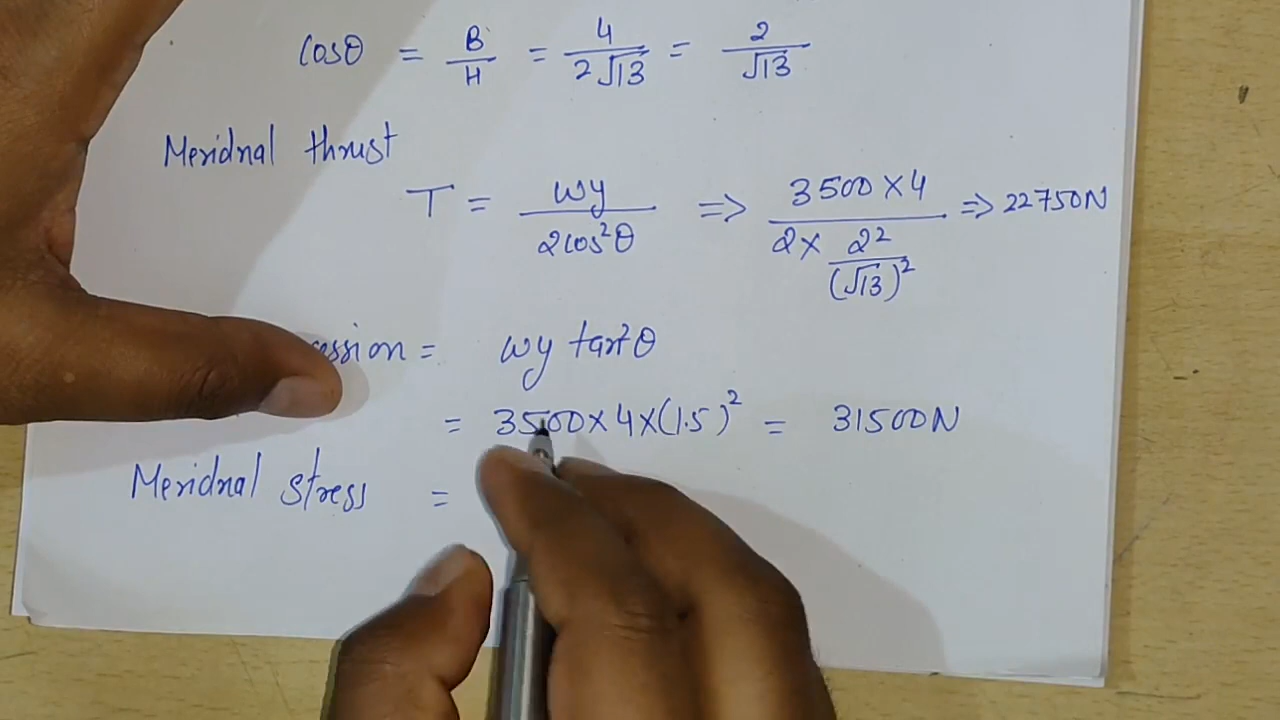 cosθ = B/H = 4/2√13 = 2/√13
Meridnal thrust
T = wy/2cos²θ => 3500×4/2×2²/(√13)² => 22750N
= wy tan²θ
= 3500×4×(1.5)² = 31500N
Meridnal stress =